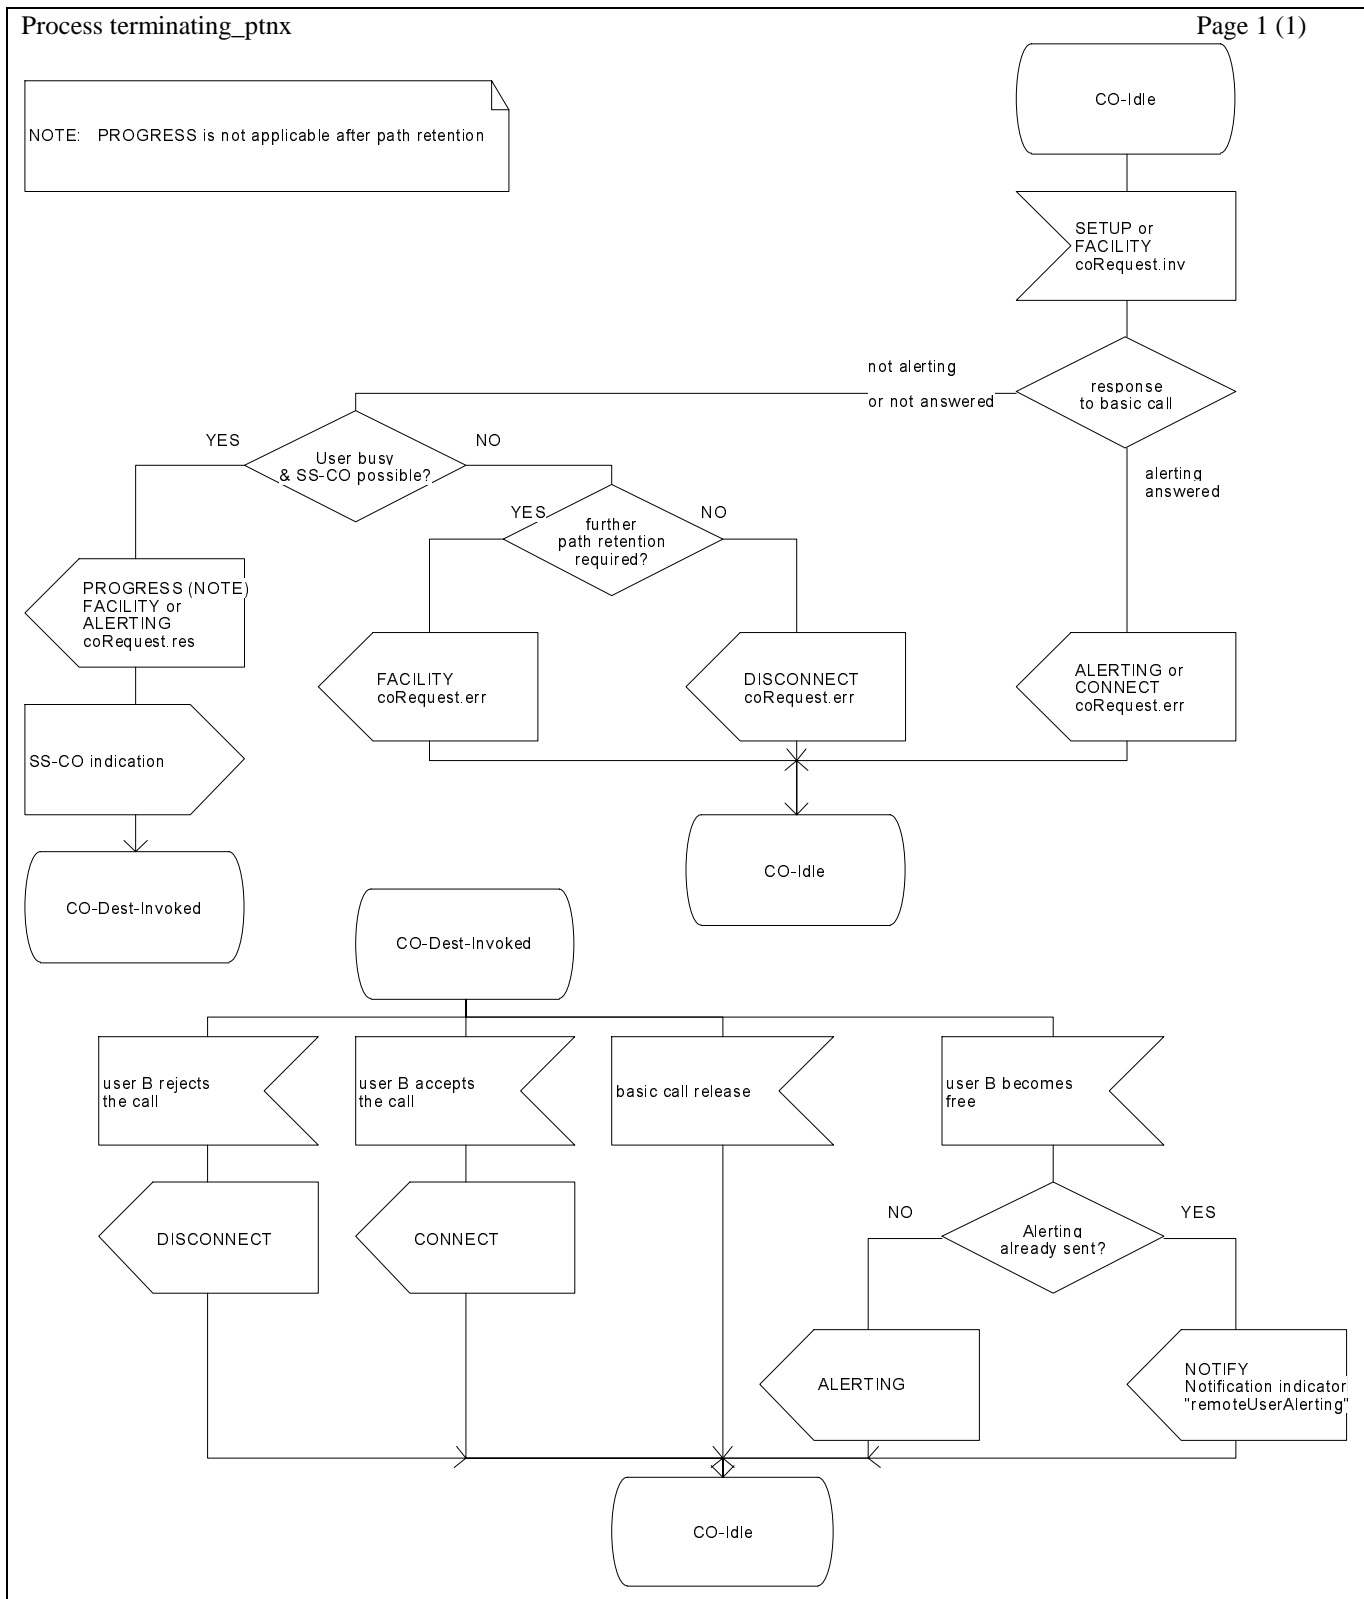 Process terminating_ptnx
Page 1 (1)
CO-Idle
NOTE: PROGRESS is not applicable after path retention
SETUP or
FACILITY
coRequest.inv
not alerting
or not answered
response
to basic call
YES
NO
User busy
& SS-CO possible?
alerting
answered
YES
NO
further
path retention
required?
PROGRESS (NOTE)
FACILITY or
ALERTING
coRequest.res
FACILITY
coRequest.err
DISCONNECT
coRequest.err
ALERTING or
CONNECT
coRequest.err
SS-CO indication
CO-Idle
CO-Dest-Invoked
CO-Dest-Invoked
user B rejects
the call
user B accepts
the call
basic call release
user B becomes
free
NO
YES
DISCONNECT
CONNECT
Alerting
already sent?
ALERTING
NOTIFY
Notification indicator
"remoteUserAlerting"
CO-Idle